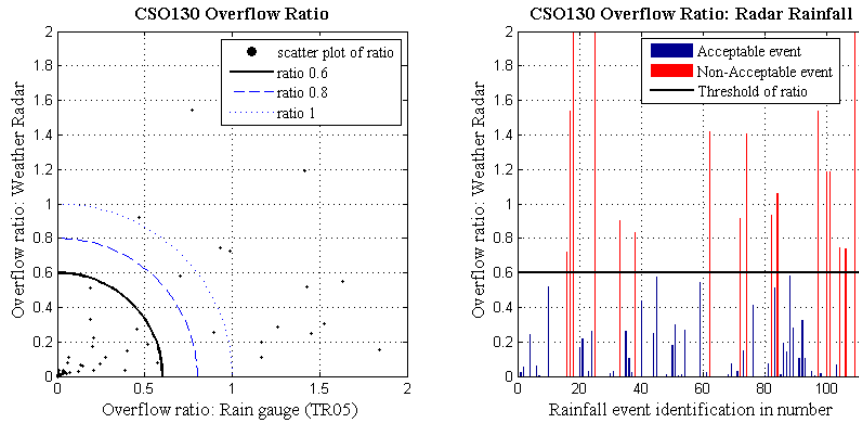 CSO130 Overflow Ratio
Overflow ratio: Weather Radar
2
1.8
1.6
1.4
1.2
1
0.8
0.6
0.4
0.2
0
scatter plot of ratio
ratio 0.6
ratio 0.8
ratio 1
0 0.5 1 1.5 2
Overflow ratio: Rain gauge (TR05)
CSO130 Overflow Ratio: Radar Rainfall
Overflow ratio: Weather Radar
2
1.8
1.6
1.4
1.2
1
0.8
0.6
0.4
0.2
0
Acceptable event
Non-Acceptable event
Threshold of ratio
0 20 40 60 80 100
Rainfall event identification in number